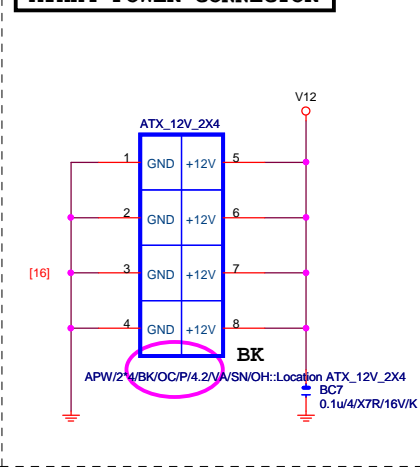 V12
ATX_12V_2X4
1 GND +12V 5
2 GND +12V 6
[16] 3 GND +12V 7
4 GND +12V 8
BK
APW/2*4/BK/OC/P/4.2/VA/SN/OH::Location ATX_12V_2X4
BC7
0.1u/4/X7R/16V/K